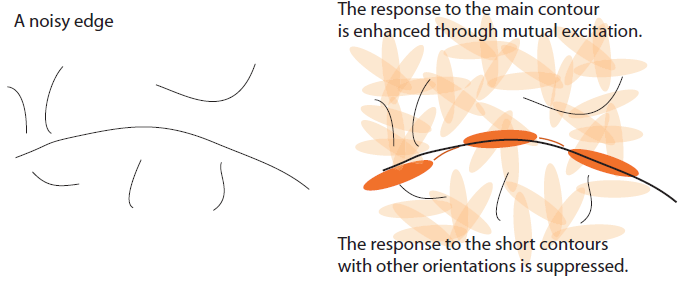 A noisy edge
The response to the main contour
is enhanced through mutual excitation.
The response to the short contours
with other orientations is suppressed.